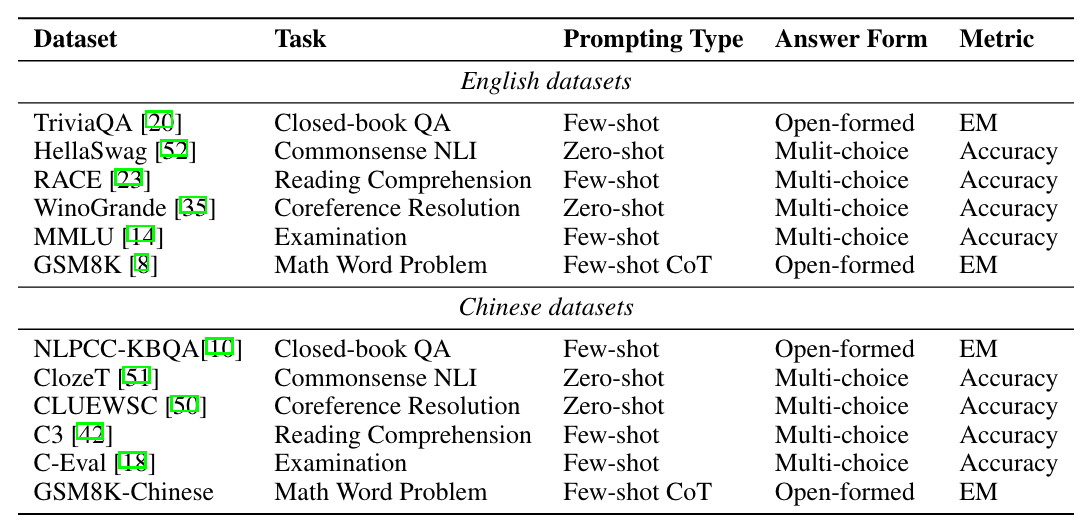 Dataset Task Prompting Type Answer Form Metric
English datasets
TriviaQA [20] Closed-book QA Few-shot Open-formed EM
HellaSwag [52] Commonsense NLI Zero-shot Mulit-choice Accuracy
RACE [23] Reading Comprehension Few-shot Multi-choice Accuracy
WinoGrande [35] Coreference Resolution Zero-shot Multi-choice Accuracy
MMLU [14] Examination Few-shot Multi-choice Accuracy
GSM8K [8] Math Word Problem Few-shot CoT Open-formed EM
Chinese datasets
NLPCC-KBQA[10] Closed-book QA Few-shot Open-formed EM
ClozeT [51] Commonsense NLI Zero-shot Multi-choice Accuracy
CLUEWSC [50] Coreference Resolution Zero-shot Multi-choice Accuracy
C3 [42] Reading Comprehension Few-shot Multi-choice Accuracy
C-Eval [18] Examination Few-shot Multi-choice Accuracy
GSM8K-Chinese Math Word Problem Few-shot CoT Open-formed EM